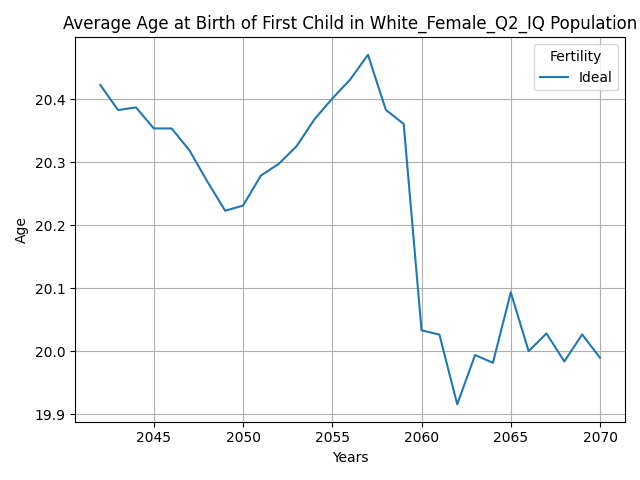 Average Age at Birth of First Child in White_Female_Q2_IQ Population
Fertility
Ideal
20.4
20.3
20.2
20.1
20.0
19.9
Age
2045 2050 2055 2060 2065 2070
Years